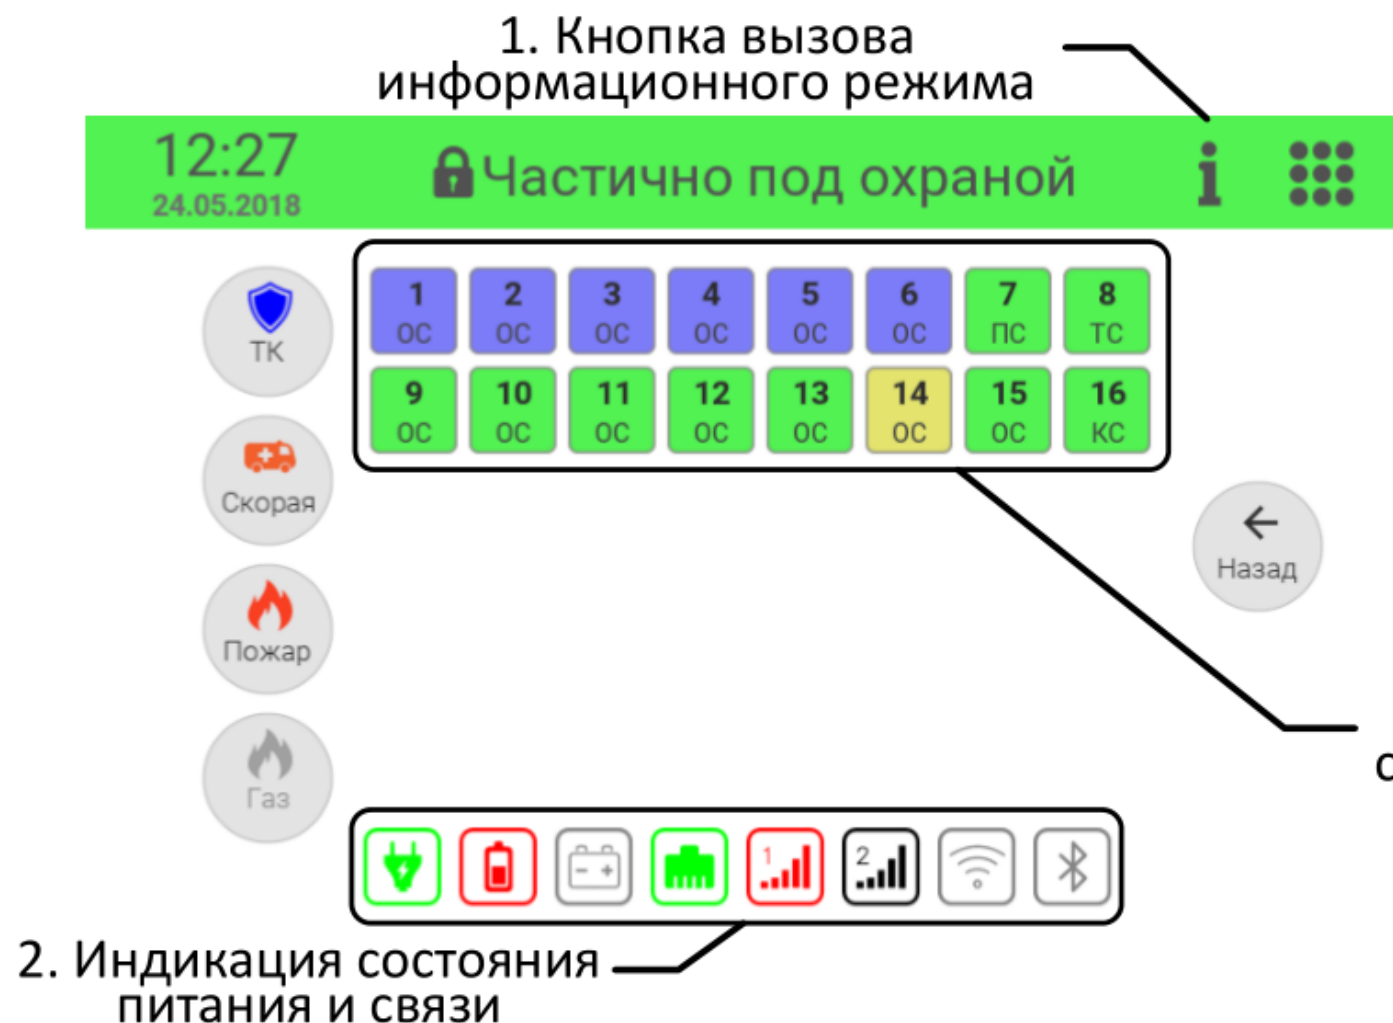 1. Кнопка вызова
информационного режима
12:27
24.05.2018
Частично под охраной
ТК
Скорая
Пожар
Газ
1 2 3 4 5 6 7 8
ОС ОС ОС ОС ОС ОС ПС ТС
9 10 11 12 13 14 15 16
ОС ОС ОС ОС ОС ОС ОС КС
Назад
1 2
2. Индикация состояния
питания и связи